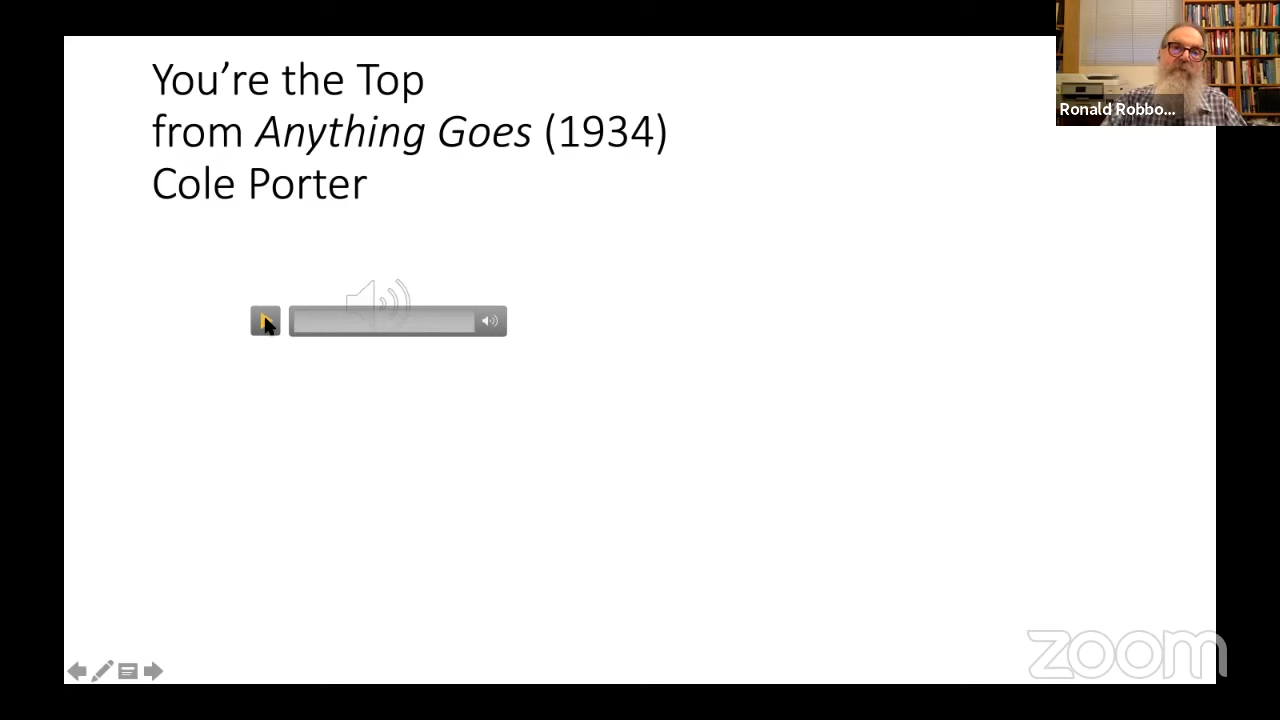 You’re the Top
from Anything Goes (1934)
Cole Porter
Ronald Robbo...
zoom